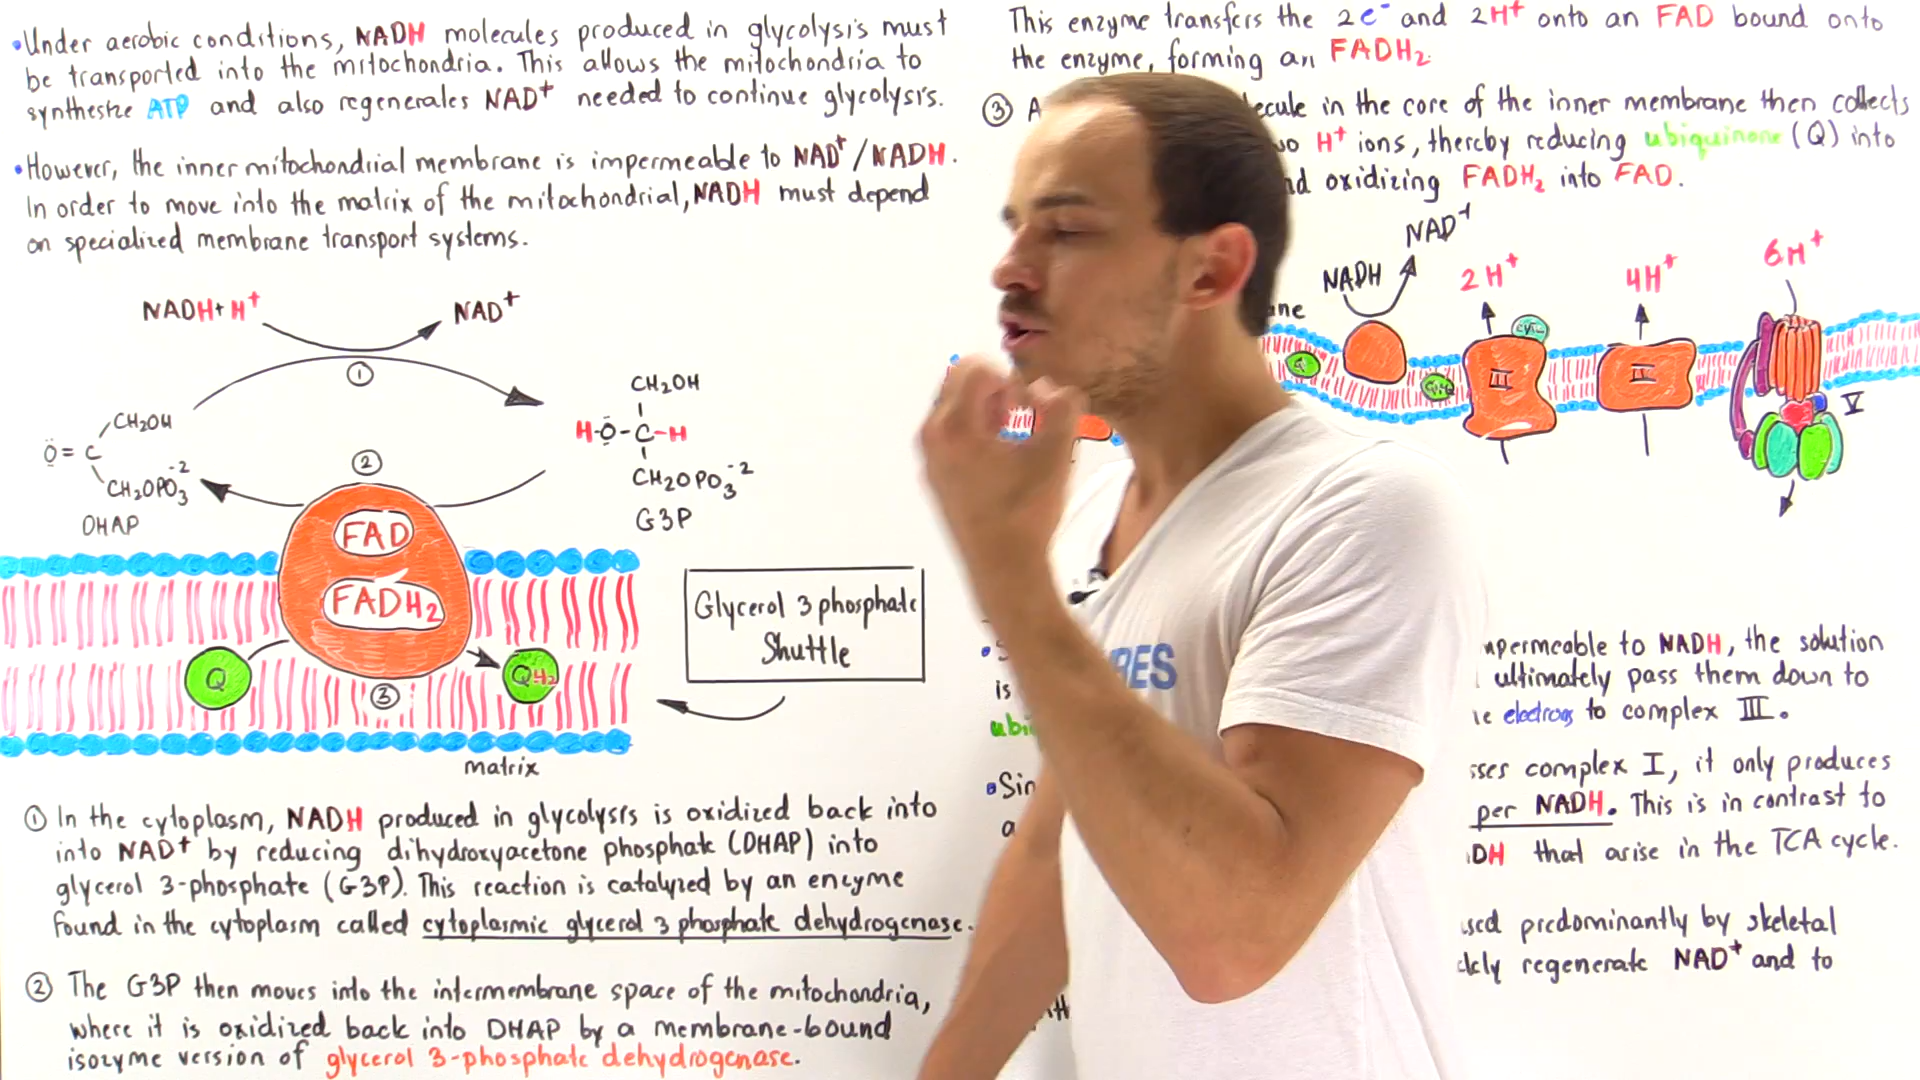 •Under aerobic conditions, NADH molecules produced in glycolysis must
be transported into the mitochondria. This allows the mitochondria to
synthesize ATP and also regenerates NAD+ needed to continue glycolysis.
•However, the inner mitochondrial membrane is impermeable to NAD+/NADH.
In order to move into the matrix of the mitochondrial, NADH must depend
on specialized membrane transport systems.
NADH+H+
NAD+
1
CH₂OH
Ö=C
CH₂OPO₃-2
DHAP
CH₂OH
H-Ö-C-H
CH₂OPO₃-2
G3P
2
FAD
FADH₂
Q
QH₂
3
matrix
Glycerol 3 phosphate
Shuttle
① In the cytoplasm, NADH produced in glycolysis is oxidized back into
into NAD+ by reducing dihydroxyacetone phosphate (DHAP) into
glycerol 3-phosphate (G3P). This reaction is catalyzed by an enzyme
found in the cytoplasm called cytoplasmic glycerol 3 phosphate dehydrogenase.
② The G3P then moves into the intermembrane space of the mitochondria,
where it is oxidized back into DHAP by a membrane-bound
isozyme version of glycerol 3-phosphate dehydrogenase.
This enzyme transfers the 2e- and 2H+ onto an FAD bound onto
the enzyme, forming an FADH₂.
③ A
in the core of the inner membrane then collects
H+ ions, thereby reducing ubiquinone (Q) into
oxidizing FADH₂ into FAD.
NADH
NAD+
2H+
4H+
6H+
Q
Cyt c
III
IV
V
to NADH, the solution
ultimately pass them down to
electrons to complex III.
complex I, it only produces
per NADH. This is in contrast to
that arise in the TCA cycle.
predominantly by skeletal
regenerate NAD+ and to
is